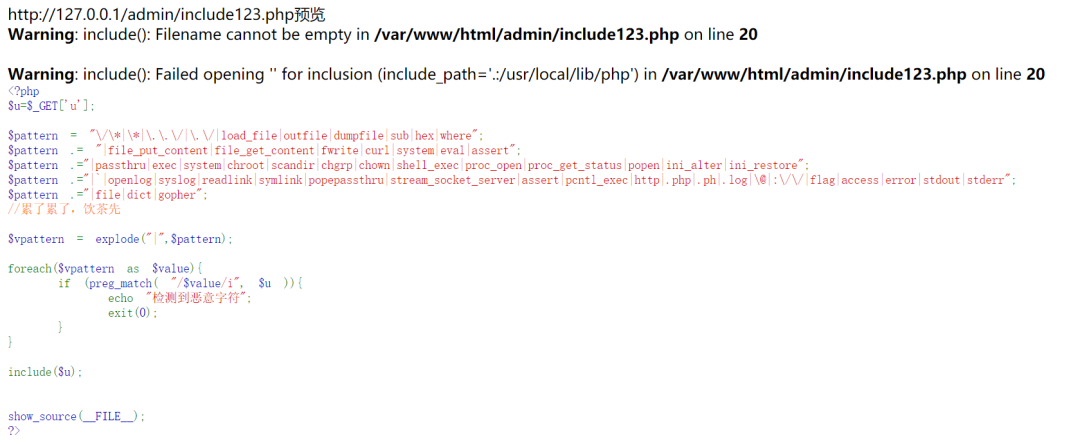 http://127.0.0.1/admin/include123.php预览
Warning: include(): Filename cannot be empty in /var/www/html/admin/include123.php on line 20
Warning: include(): Failed opening '' for inclusion (include_path='.:/usr/local/lib/php') in /var/www/html/admin/include123.php on line 20
<?php
$u=$_GET['u'];
$pattern = "\/\*|\*|\.\.\/|\.\/|load_file|outfile|dumpfile|sub|hex|where";
$pattern .= "|file_put_content|file_get_content|fwrite|curl|system|eval|assert";
$pattern .="|passthru|exec|system|chroot|scandir|chgrp|chown|shell_exec|proc_open|proc_get_status|popen|ini_alter|ini_restore";
$pattern .="|`|openlog|syslog|readlink|symlink|popepassthru|stream_socket_server|assert|pcntl_exec|http|.php|.ph|.log|\@|:\/\/|flag|access|error|stdout|stderr";
$pattern .="|file|dict|gopher";
//累了累了，饮茶先
$vpattern = explode("|",$pattern);
foreach($vpattern as $value){
if (preg_match( "/$value/i", $u )){
echo "检测到恶意字符";
exit(0);
}
}
include($u);
show_source(__FILE__);
?>